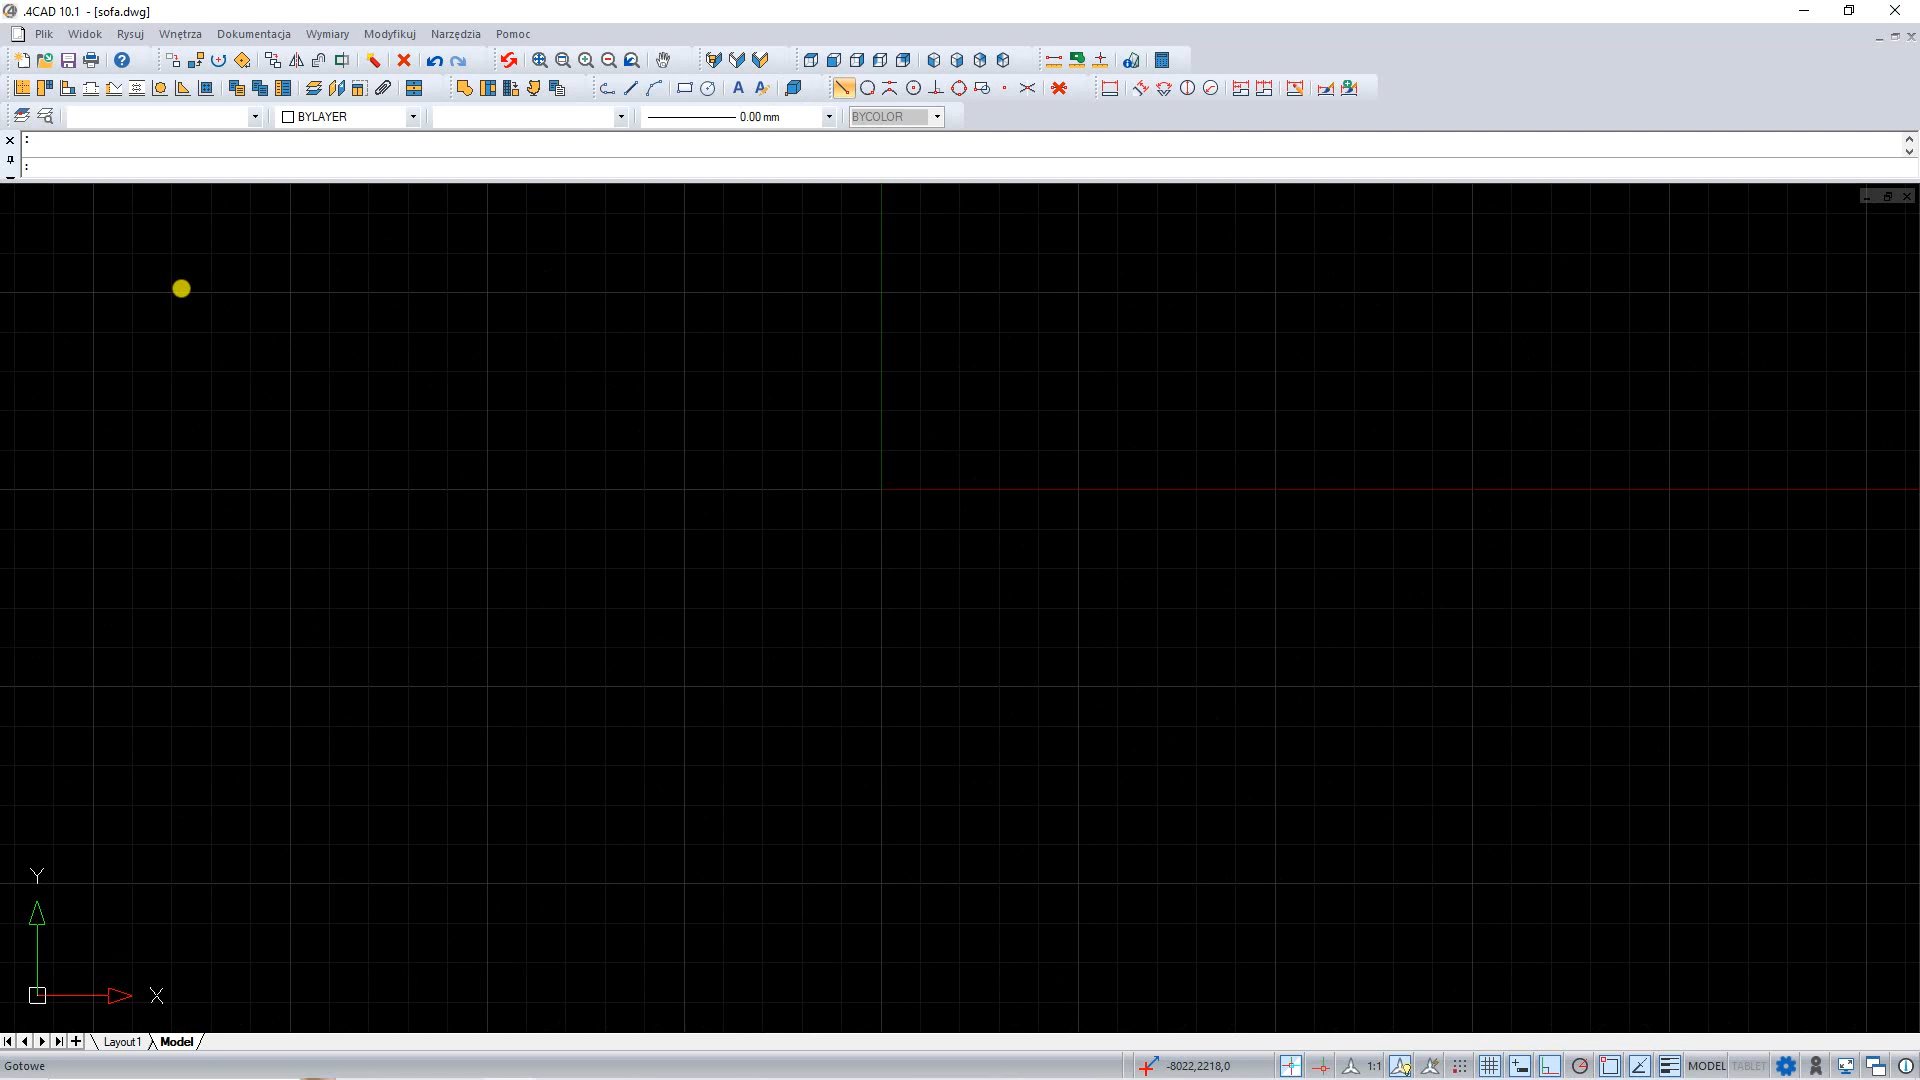 .4CAD 10.1 - [sofa.dwg]
Plik Widok Rysuj Wnętrza Dokumentacja Wymiary Modyfikuj Narzędzia Pomoc
BYLAYER 0.00 mm BYCOLOR
:
:
Y
X
Layout1 Model
Gotowe -8022,2218,0 1:1 MODEL TABLET